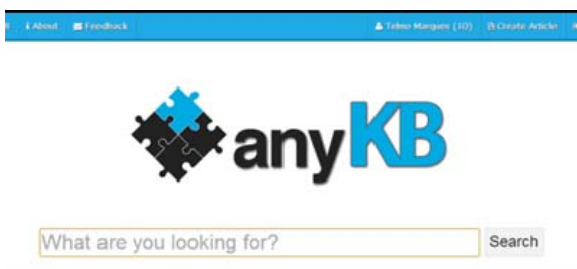 About Feedback Telmo Marques (10) Create Article
anyKB
What are you looking for? Search